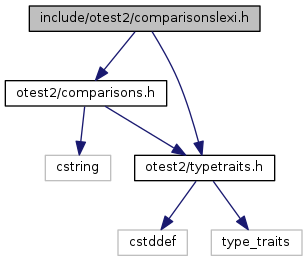 include/otest2/comparisonslexi.h
otest2/comparisons.h
cstring
otest2/typetraits.h
cstddef
type_traits